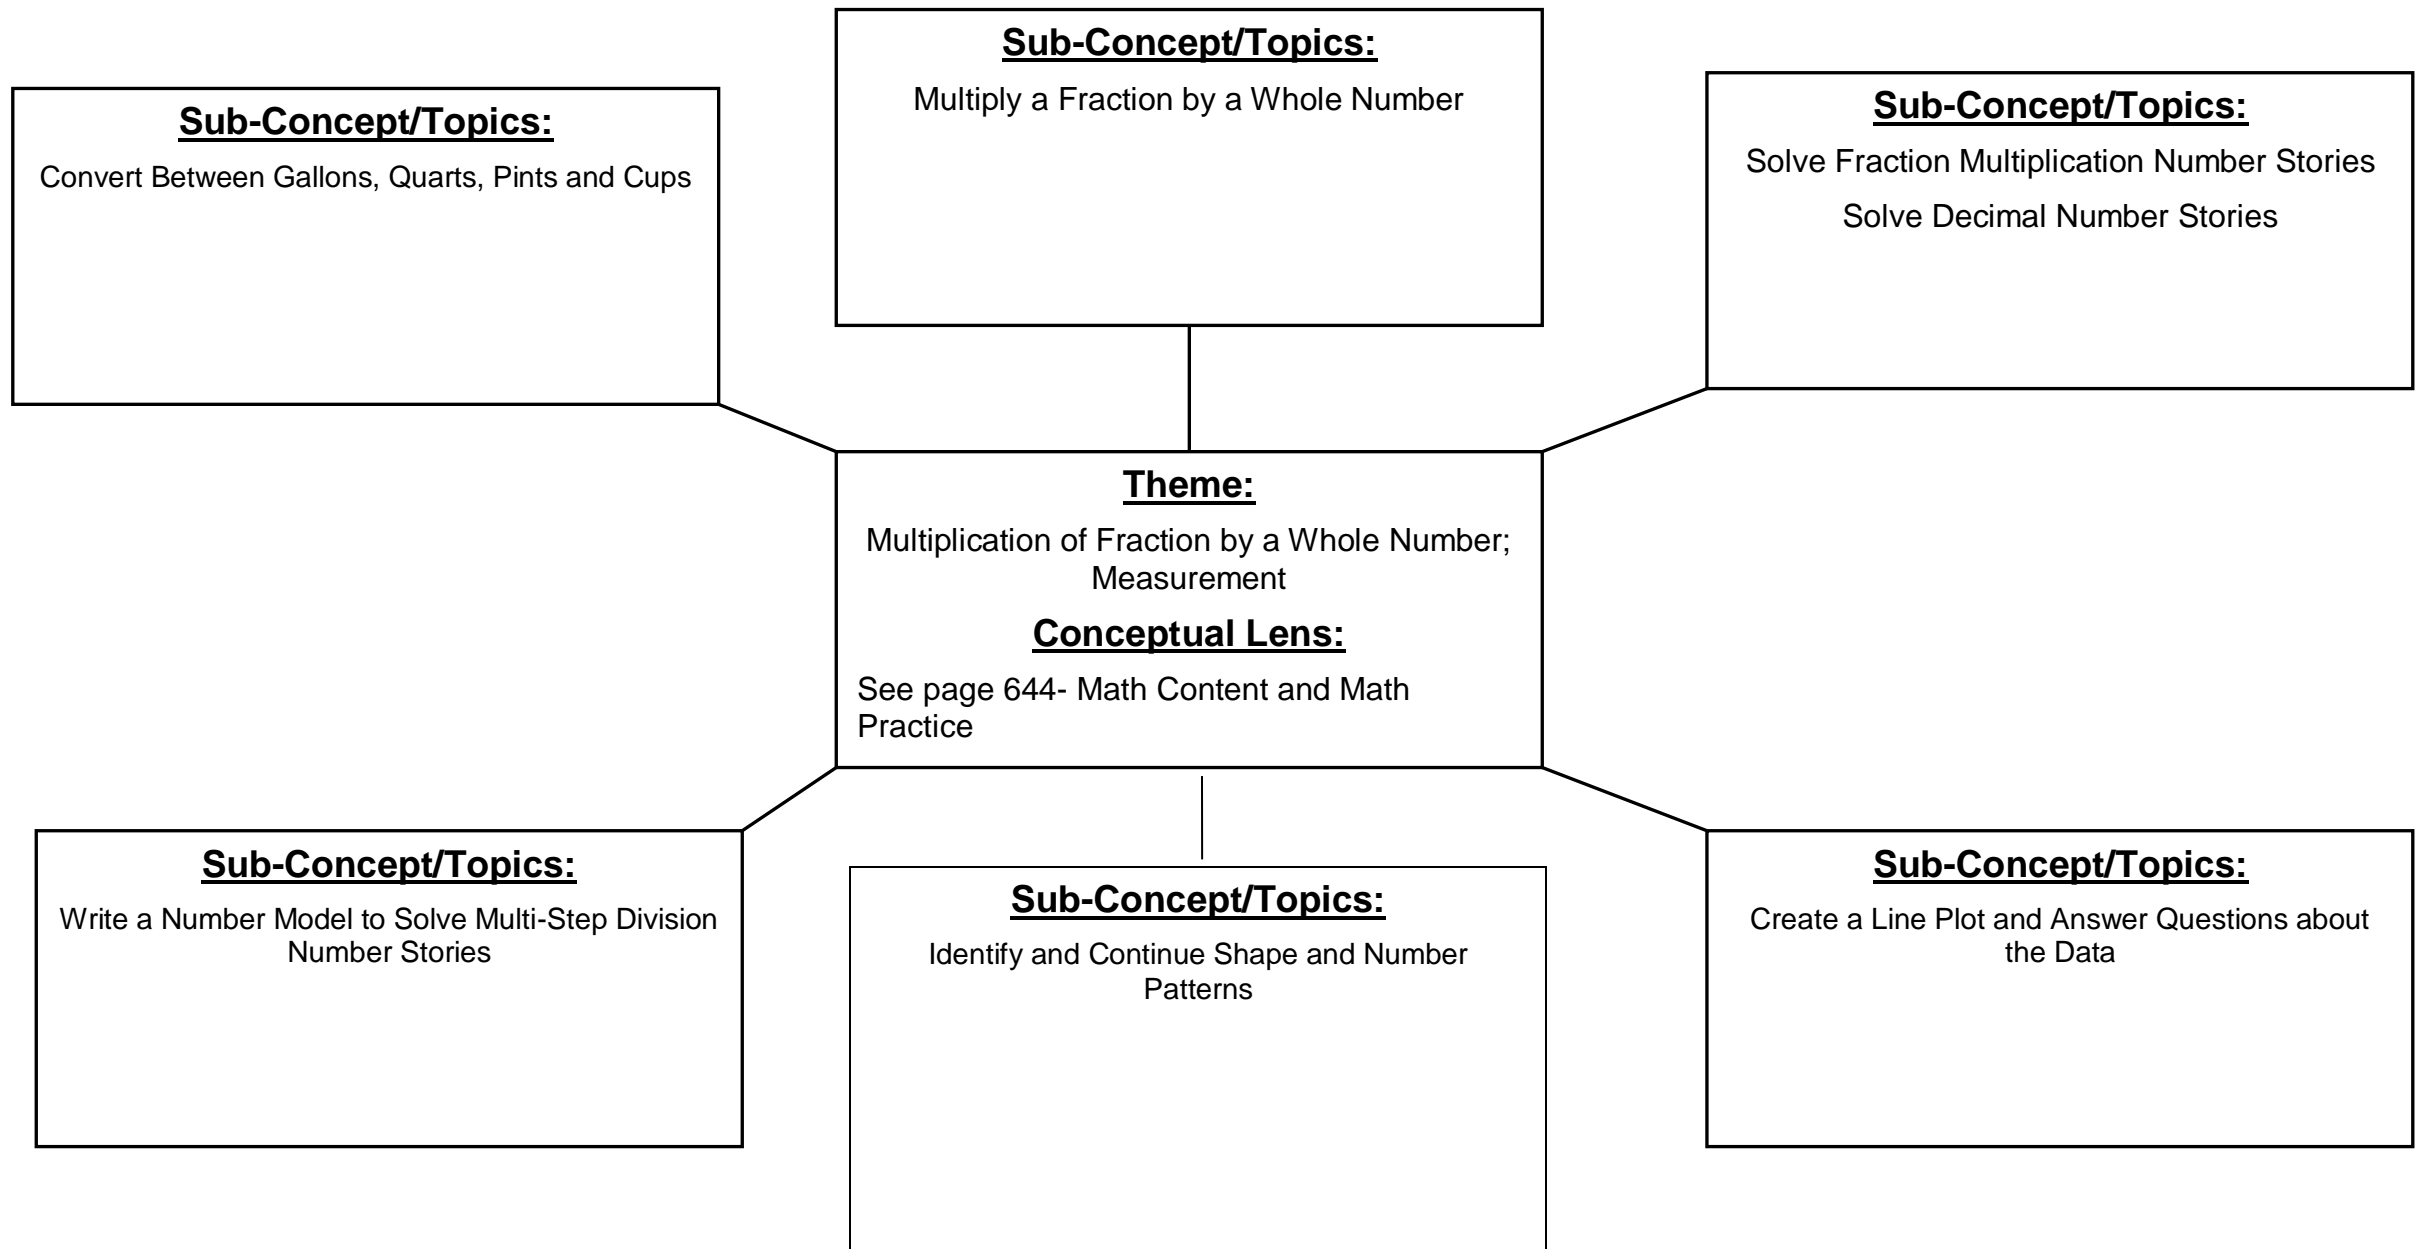 Sub-Concept/Topics:
Convert Between Gallons, Quarts, Pints and Cups
Sub-Concept/Topics:
Multiply a Fraction by a Whole Number
Sub-Concept/Topics:
Solve Fraction Multiplication Number Stories
Solve Decimal Number Stories
Theme:
Multiplication of Fraction by a Whole Number;
Measurement
Conceptual Lens:
See page 644- Math Content and Math
Practice
Sub-Concept/Topics:
Write a Number Model to Solve Multi-Step Division
Number Stories
Sub-Concept/Topics:
Identify and Continue Shape and Number
Patterns
Sub-Concept/Topics:
Create a Line Plot and Answer Questions about
the Data